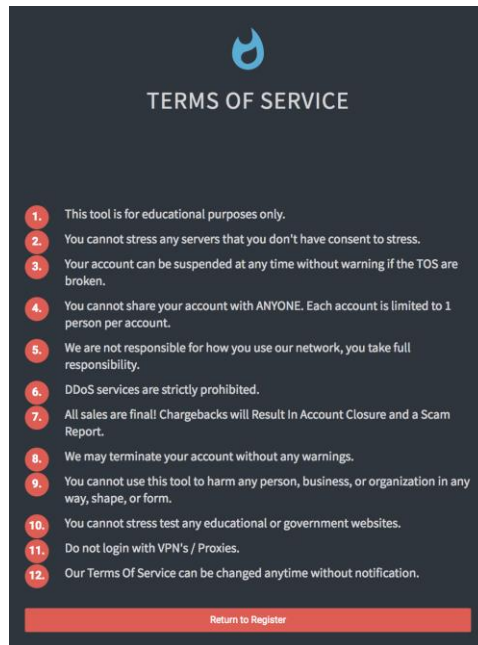 TERMS OF SERVICE
1. This tool is for educational purposes only.
2. You cannot stress any servers that you don't have consent to stress.
3. Your account can be suspended at any time without warning if the TOS are
broken.
4. You cannot share your account with ANYONE. Each account is limited to 1
person per account.
5. We are not responsible for how you use our network, you take full
responsibility.
6. DDoS services are strictly prohibited.
7. All sales are final! Chargebacks will Result In Account Closure and a Scam
Report.
8. We may terminate your account without any warnings.
9. You cannot use this tool to harm any person, business, or organization in any
way, shape, or form.
10. You cannot stress test any educational or government websites.
11. Do not login with VPN's / Proxies.
12. Our Terms Of Service can be changed anytime without notification.
Return to Register